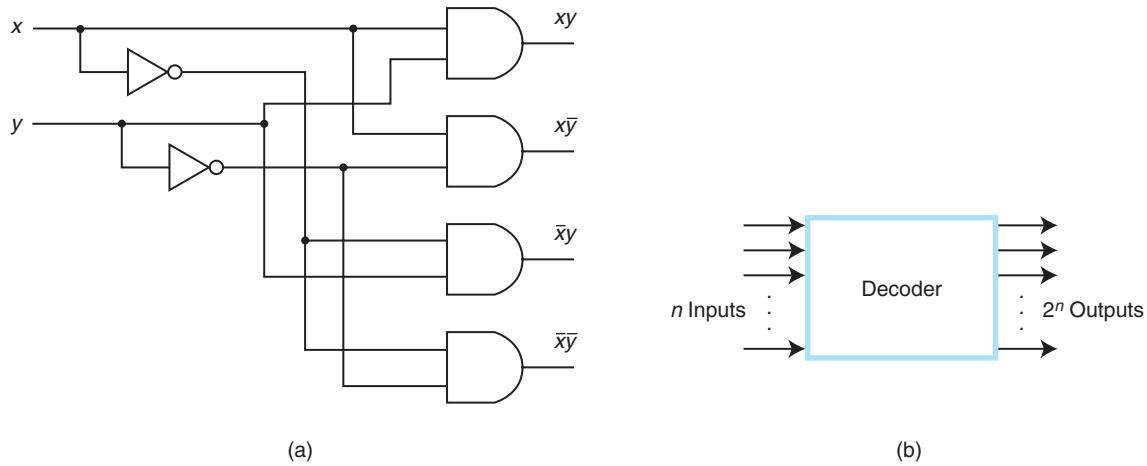 x
y
xy
xy̅
x̅y
x̅y̅
(a)
n Inputs
Decoder
2ⁿ Outputs
(b)